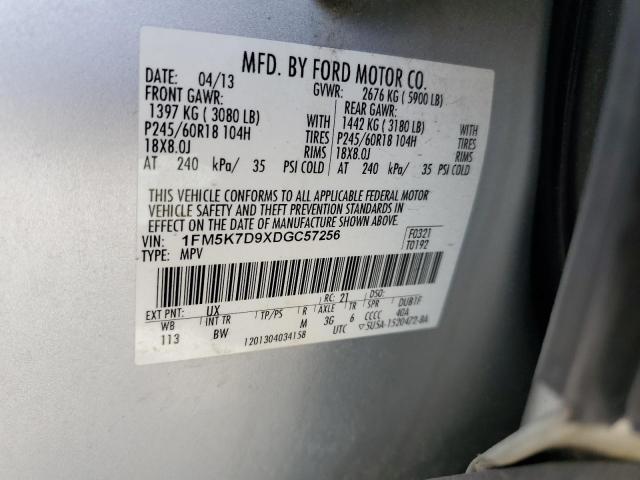 MFD. BY FORD MOTOR CO.
DATE: 04/13 GVWR: 2676 KG ( 5900 LB)
FRONT GAWR: REAR GAWR:
1397 KG ( 3080 LB) WITH 1442 KG ( 3180 LB) WITH
P245/60R18 104H TIRES P245/60R18 104H TIRES
18X8.0J RIMS 18X8.0J RIMS
AT 240 kPa/ 35 PSI COLD AT 240 kPa/ 35 PSI COLD
THIS VEHICLE CONFORMS TO ALL APPLICABLE FEDERAL MOTOR
VEHICLE SAFETY AND THEFT PREVENTION STANDARDS IN
EFFECT ON THE DATE OF MANUFACTURE SHOWN ABOVE.
VIN: 1FM5K7D9XDGC57256 F0321
TYPE: MPV T0192
EXT PNT: UX RC: 21 DSO:
WB INT TR TP/PS R AXLE TR SPR DUB1F
113 BW M 3G 6 CCCC 40A
1201304034158 UTC ▽5U5A-1520472-BA